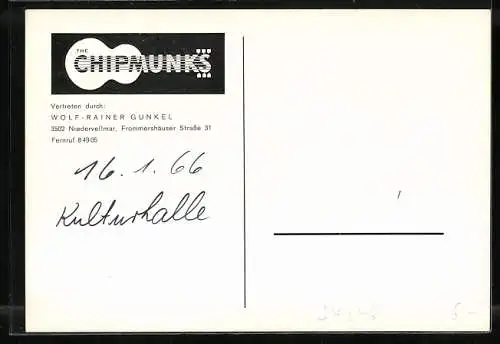 THE
CHIPMUNKS
Vertreten durch:
WOLF-RAINER GUNKEL
3502 Niedervellmar, Frommershäuser Straße 31
Fernruf 84905
16.1.66
Kulturhalle